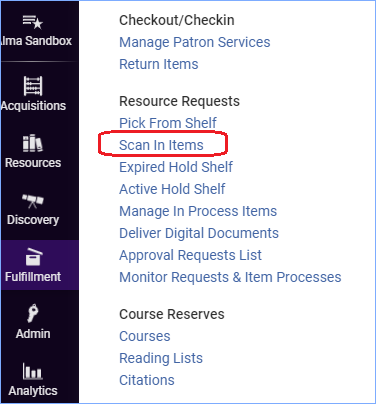 lma Sandbox
Acquisitions
Resources
Discovery
Fulfillment
Admin
Analytics
Checkout/Checkin
Manage Patron Services
Return Items
Resource Requests
Pick From Shelf
Scan In Items
Expired Hold Shelf
Active Hold Shelf
Manage In Process Items
Deliver Digital Documents
Approval Requests List
Monitor Requests & Item Processes
Course Reserves
Courses
Reading Lists
Citations